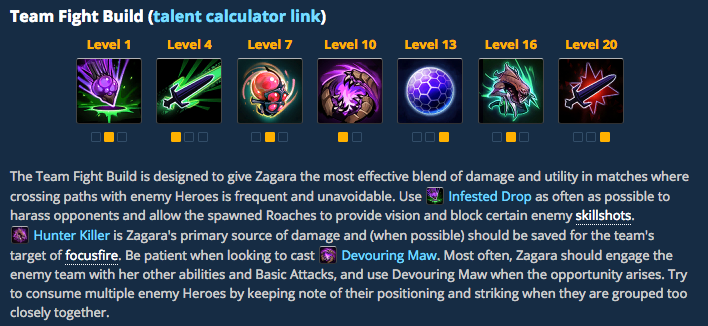 Team Fight Build (talent calculator link)
Level 1 Level 4 Level 7 Level 10 Level 13 Level 16 Level 20
The Team Fight Build is designed to give Zagara the most effective blend of damage and utility in matches where
crossing paths with enemy Heroes is frequent and unavoidable. Use Infested Drop as often as possible to
harass opponents and allow the spawned Roaches to provide vision and block certain enemy skillshots.
Hunter Killer is Zagara's primary source of damage and (when possible) should be saved for the team's
target of focusfire. Be patient when looking to cast Devouring Maw. Most often, Zagara should engage the
enemy team with her other abilities and Basic Attacks, and use Devouring Maw when the opportunity arises. Try
to consume multiple enemy Heroes by keeping note of their positioning and striking when they are grouped too
closely together.